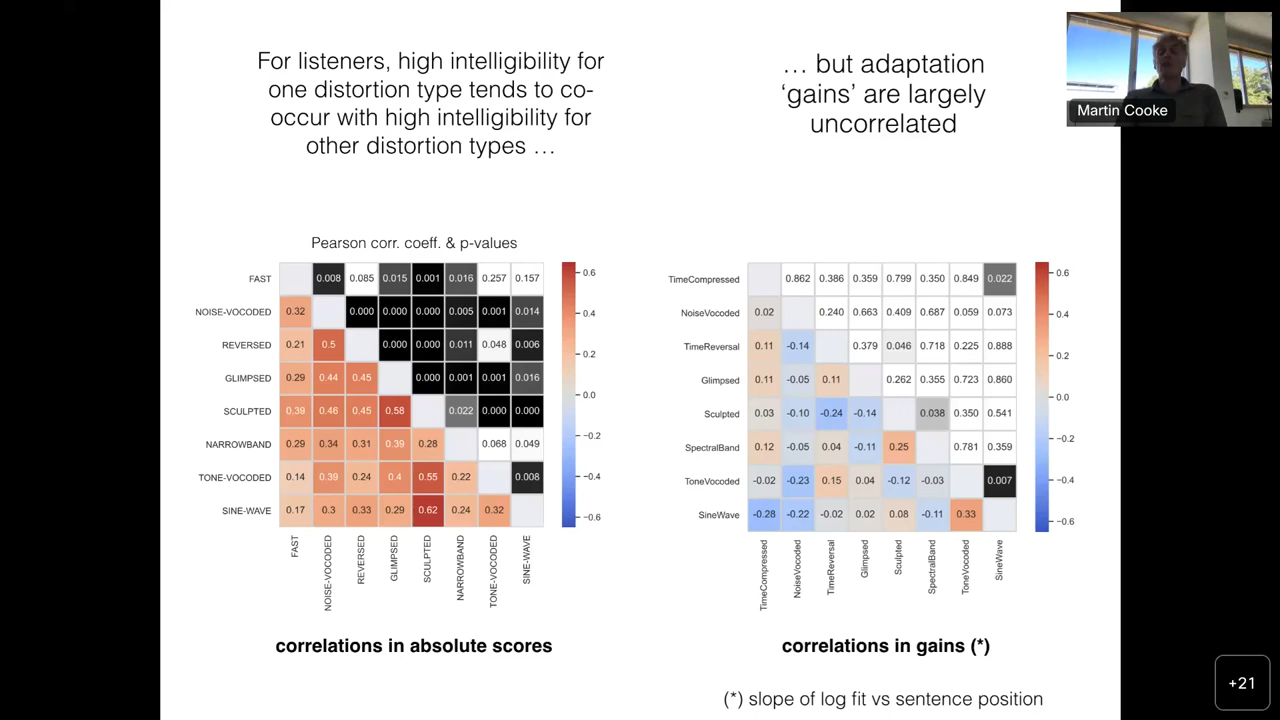 For listeners, high intelligibility for
one distortion type tends to co-
occur with high intelligibility for
other distortion types …
… but adaptation
‘gains’ are largely
uncorrelated
Martin Cooke
Pearson corr. coeff. & p-values
FAST 0.008 0.085 0.015 0.001 0.016 0.257 0.157
NOISE-VOCODED 0.32 0.000 0.000 0.000 0.005 0.001 0.014
REVERSED 0.21 0.5 0.000 0.000 0.011 0.048 0.006
GLIMPSED 0.29 0.44 0.45 0.000 0.001 0.001 0.016
SCULPTED 0.39 0.46 0.45 0.58 0.022 0.000 0.000
NARROWBAND 0.29 0.34 0.31 0.39 0.28 0.068 0.049
TONE-VOCODED 0.14 0.39 0.24 0.4 0.55 0.22 0.008
SINE-WAVE 0.17 0.3 0.33 0.29 0.62 0.24 0.32
FAST NOISE-VOCODED REVERSED GLIMPSED SCULPTED NARROWBAND TONE-VOCODED SINE-WAVE
0.6
0.4
0.2
0.0
−0.2
−0.4
−0.6
correlations in absolute scores
TimeCompressed 0.862 0.386 0.359 0.799 0.350 0.849 0.022
NoiseVocoded 0.02 0.240 0.663 0.409 0.687 0.059 0.073
TimeReversal 0.11 -0.14 0.379 0.046 0.718 0.225 0.888
Glimpsed 0.11 -0.05 0.11 0.262 0.355 0.723 0.860
Sculpted 0.03 -0.10 -0.24 -0.14 0.038 0.350 0.541
SpectralBand 0.12 -0.05 0.04 -0.11 0.25 0.781 0.359
ToneVocoded -0.02 -0.23 0.15 0.04 -0.12 -0.03 0.007
SineWave -0.28 -0.22 -0.02 0.02 0.08 -0.11 0.33
TimeCompressed NoiseVocoded TimeReversal Glimpsed Sculpted SpectralBand ToneVocoded SineWave
0.6
0.4
0.2
0.0
−0.2
−0.4
−0.6
correlations in gains (*)
(*) slope of log fit vs sentence position
+21